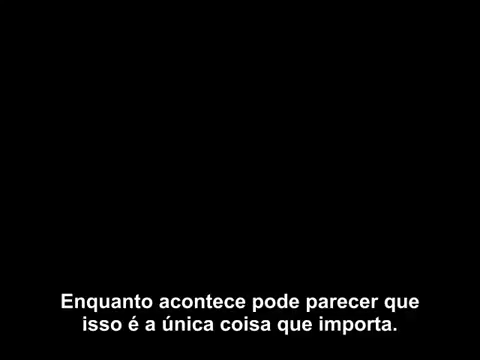 Enquanto acontece pode parecer que
isso é a única coisa que importa.